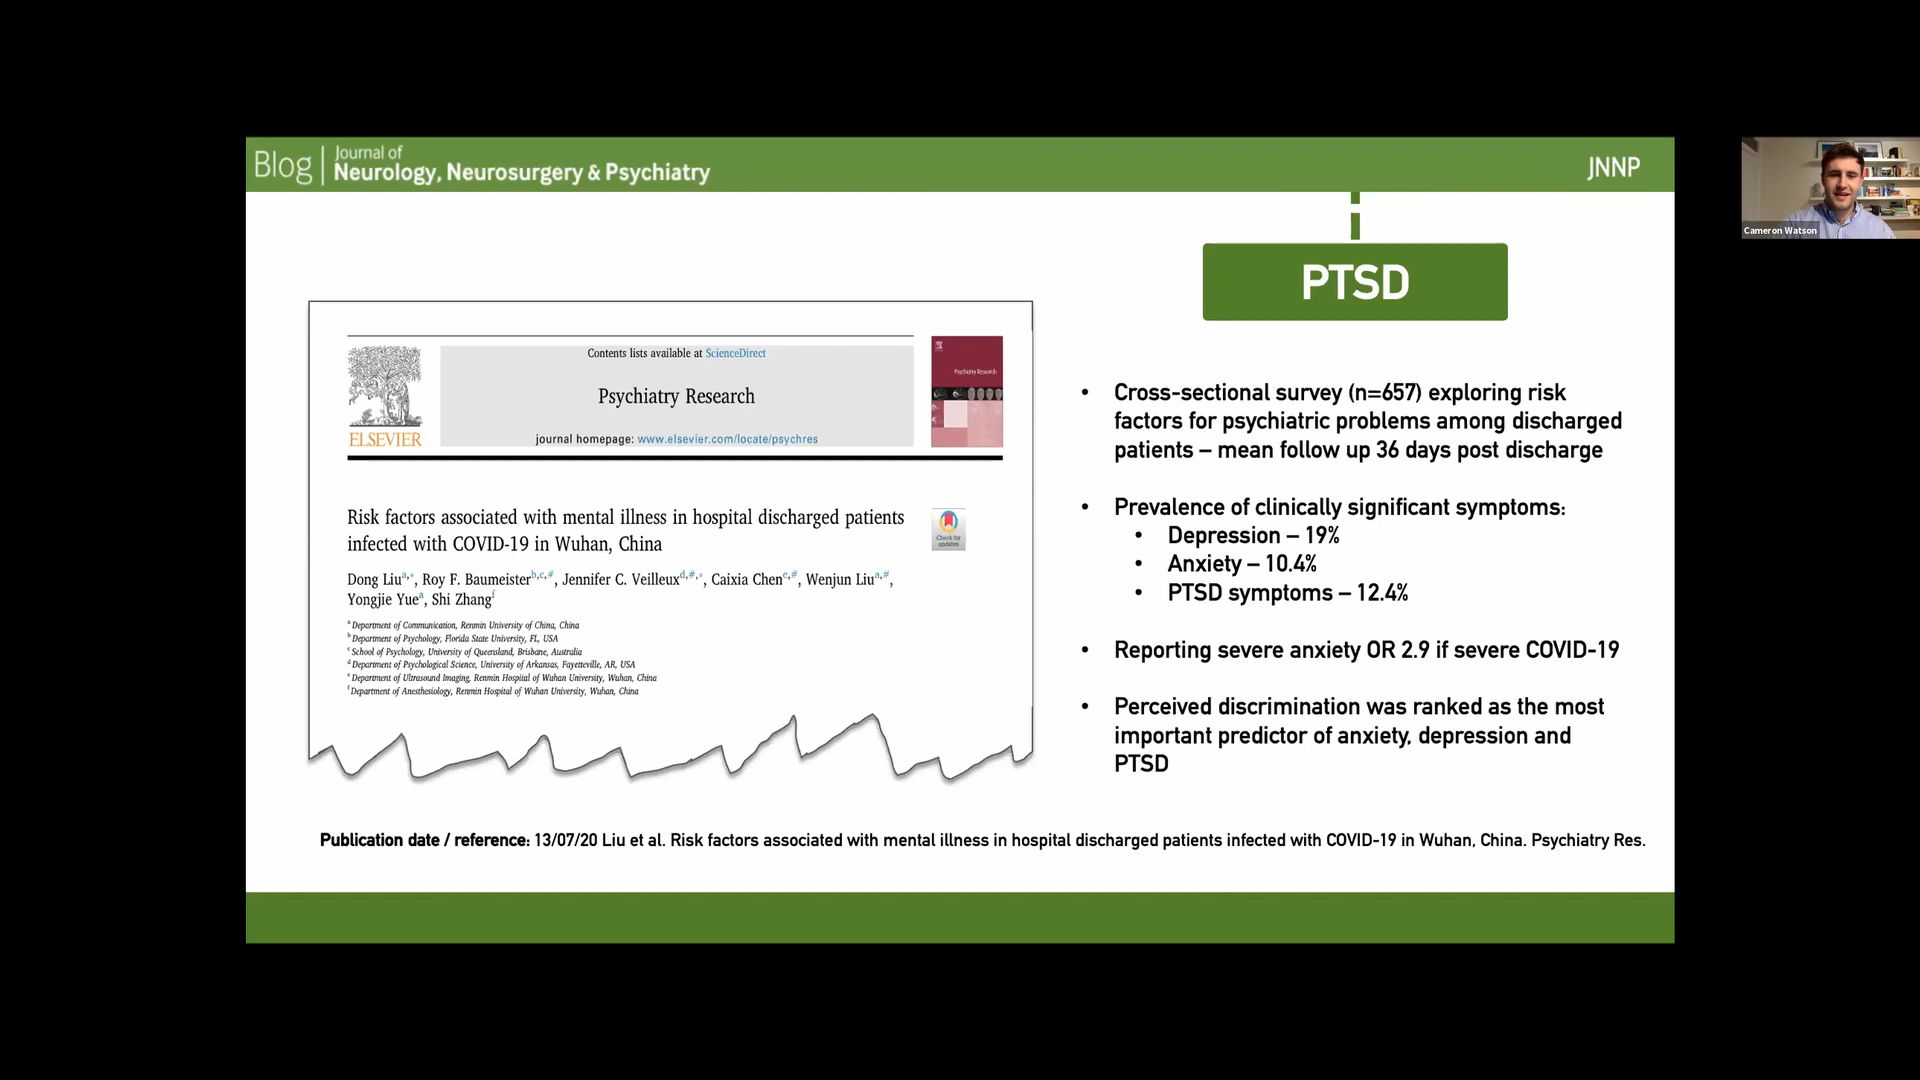 Blog | Journal of
Neurology, Neurosurgery & Psychiatry
JNNP
Cameron Watson
PTSD
Contents lists available at ScienceDirect
Psychiatry Research
journal homepage: www.elsevier.com/locate/psychres
ELSEVIER
Psychiatry Research
Risk factors associated with mental illness in hospital discharged patients
infected with COVID-19 in Wuhan, China
Check for
updates
Dong Liu a,*, Roy F. Baumeister b,c,#, Jennifer C. Veilleux d,#,*, Caixia Chen e,#, Wenjun Liu a,#,
Yongjie Yue a, Shi Zhang f
a Department of Communication, Renmin University of China, China
b Department of Psychology, Florida State University, FL, USA
c School of Psychology, University of Queensland, Brisbane, Australia
d Department of Psychological Science, University of Arkansas, Fayetteville, AR, USA
e Department of Ultrasound Imaging, Renmin Hospital of Wuhan University, Wuhan, China
f Department of Anesthesiology, Renmin Hospital of Wuhan University, Wuhan, China
• Cross-sectional survey (n=657) exploring risk
factors for psychiatric problems among discharged
patients – mean follow up 36 days post discharge
• Prevalence of clinically significant symptoms:
• Depression – 19%
• Anxiety – 10.4%
• PTSD symptoms – 12.4%
• Reporting severe anxiety OR 2.9 if severe COVID-19
• Perceived discrimination was ranked as the most
important predictor of anxiety, depression and
PTSD
Publication date / reference: 13/07/20 Liu et al. Risk factors associated with mental illness in hospital discharged patients infected with COVID-19 in Wuhan, China. Psychiatry Res.